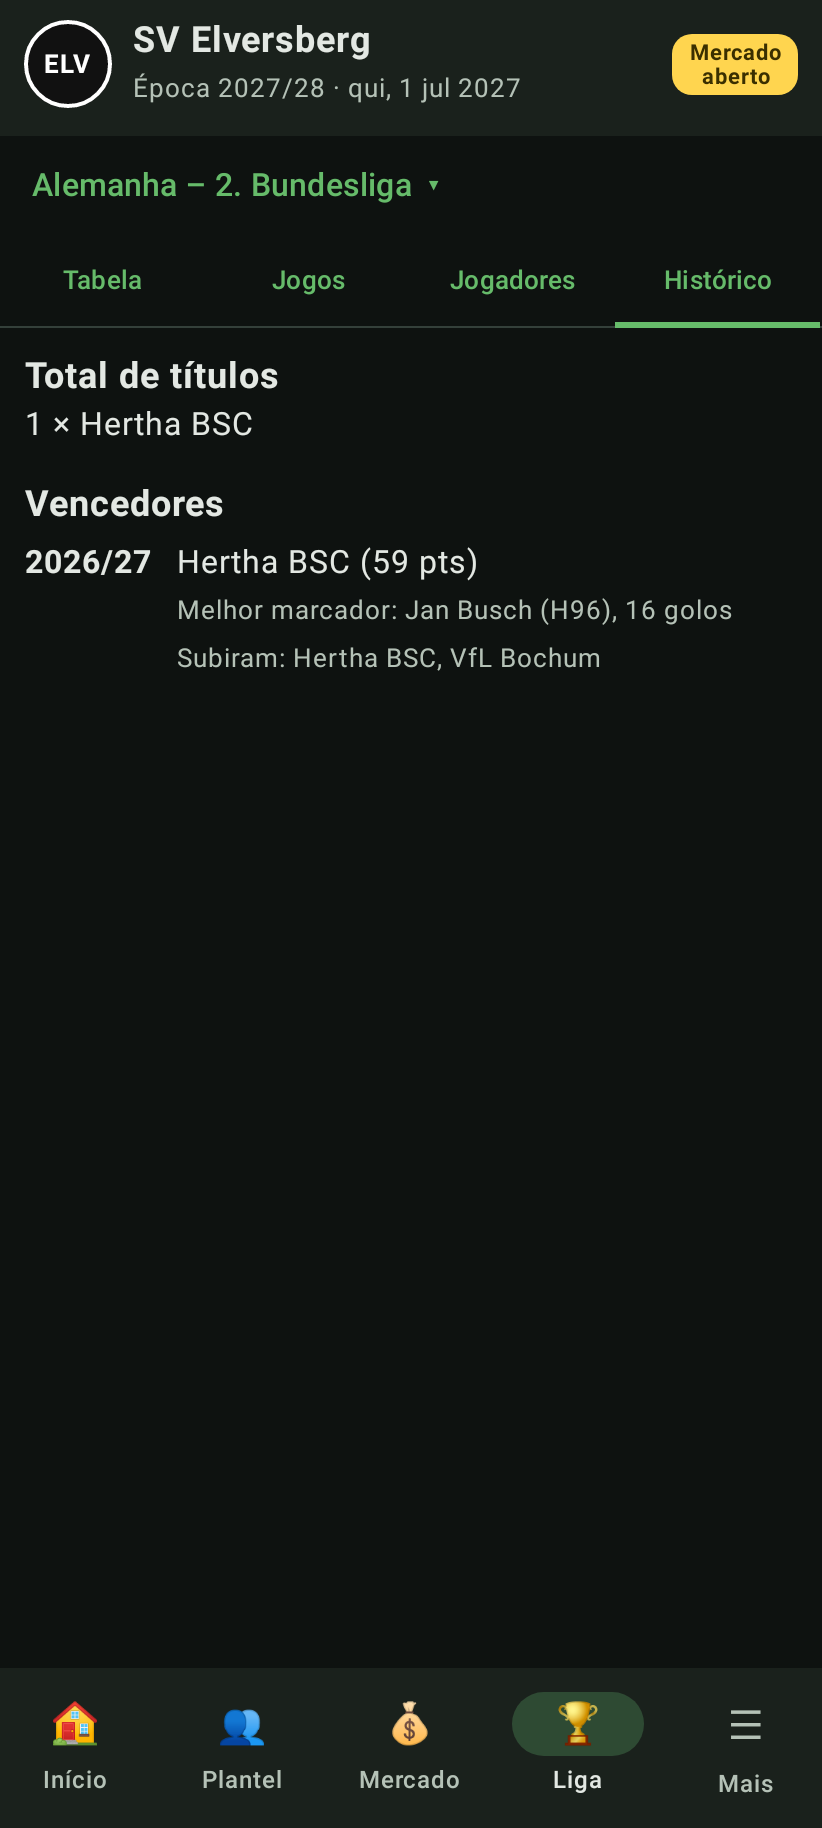 ELV
SV Elversberg
Época 2027/28 · qui, 1 jul 2027
Mercado
aberto
Alemanha – 2. Bundesliga ▼
Tabela
Jogos
Jogadores
Histórico
Total de títulos
1 × Hertha BSC
Vencedores
2026/27 Hertha BSC (59 pts)
Melhor marcador: Jan Busch (H96), 16 golos
Subiram: Hertha BSC, VfL Bochum
Início
Plantel
Mercado
Liga
Mais